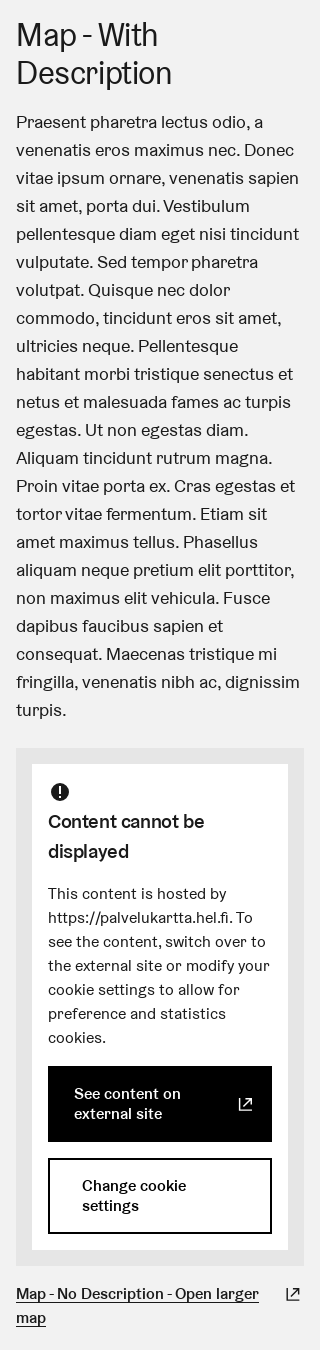 Map - With
Description
Praesent pharetra lectus odio, a
venenatis eros maximus nec. Donec
vitae ipsum ornare, venenatis sapien
sit amet, porta dui. Vestibulum
pellentesque diam eget nisi tincidunt
vulputate. Sed tempor pharetra
volutpat. Quisque nec dolor
commodo, tincidunt eros sit amet,
ultricies neque. Pellentesque
habitant morbi tristique senectus et
netus et malesuada fames ac turpis
egestas. Ut non egestas diam.
Aliquam tincidunt rutrum magna.
Proin vitae porta ex. Cras egestas et
tortor vitae fermentum. Etiam sit
amet maximus tellus. Phasellus
aliquam neque pretium elit porttitor,
non maximus elit vehicula. Fusce
dapibus faucibus sapien et
consequat. Maecenas tristique mi
fringilla, venenatis nibh ac, dignissim
turpis.
Content cannot be
displayed
This content is hosted by
https://palvelukartta.hel.fi. To
see the content, switch over to
the external site or modify your
cookie settings to allow for
preference and statistics
cookies.
See content on
external site
Change cookie
settings
Map - No Description - Open larger
map